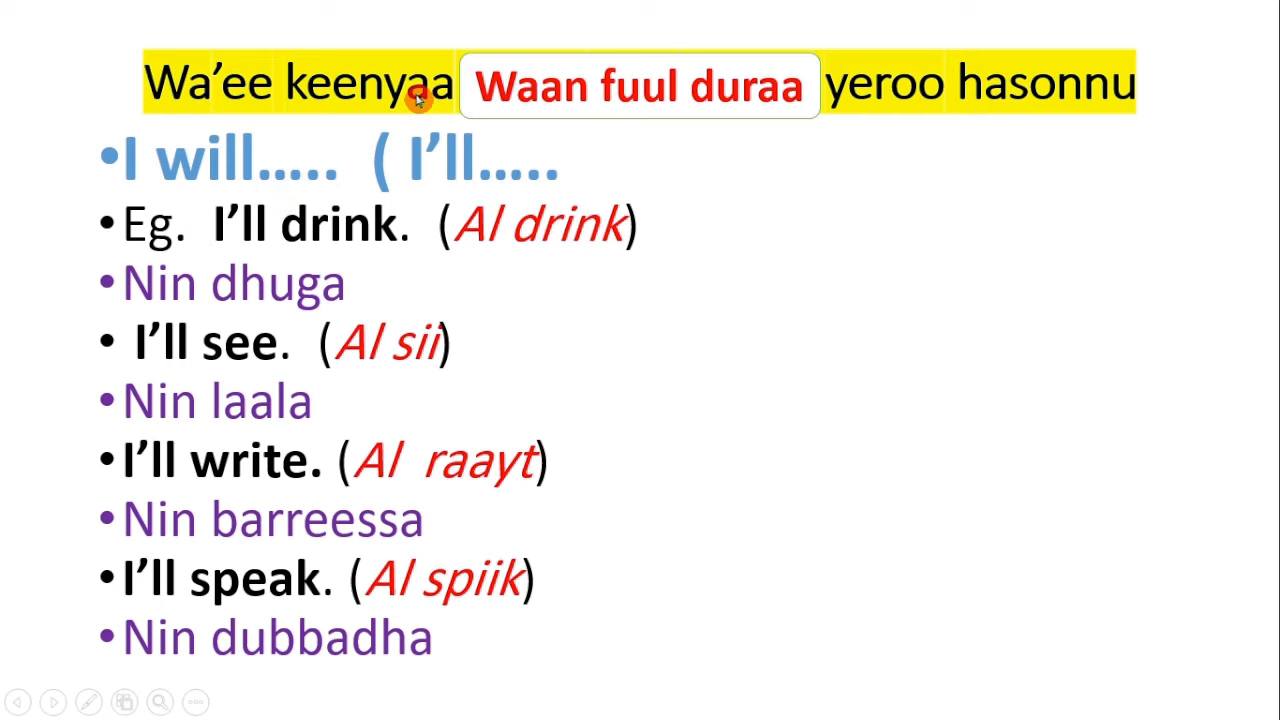 Wa’ee keenyaa Waan fuul duraa yeroo hasonnu
•I will….. ( I’ll…..
• Eg. I’ll drink. (Al drink)
•Nin dhuga
• I’ll see. (Al sii)
•Nin laala
•I’ll write. (Al raayt)
•Nin barreessa
•I’ll speak. (Al spiik)
•Nin dubbadha